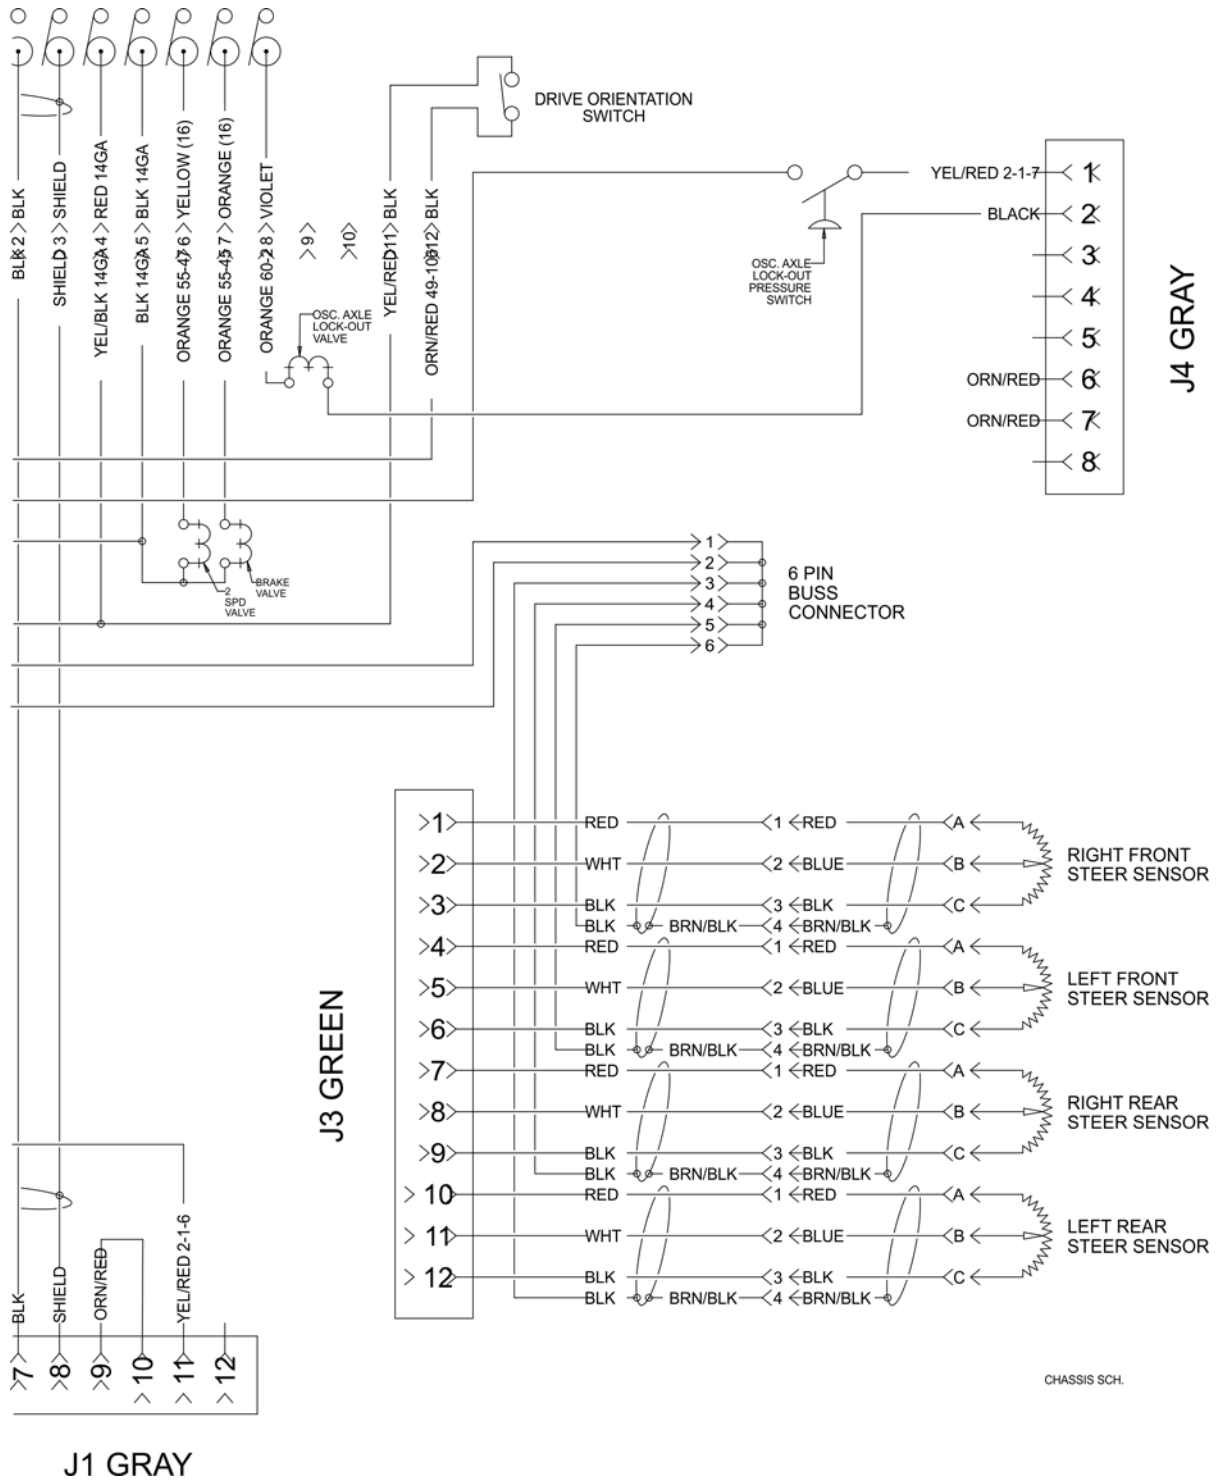 DRIVE ORIENTATION
SWITCH
BLK 2 BLK
SHIELD 3 SHIELD
YEL/BLK 14GA 4 RED 14GA
BLK 14GA 5 BLK 14GA
ORANGE 55-4 6 YELLOW (16)
ORANGE 55-4 7 ORANGE (16)
ORANGE 60-2 8 VIOLET
9
10
YEL/RED 11 BLK
ORN/RED 49-10 12 BLK
OSC. AXLE
LOCK-OUT
VALVE
YEL/RED 2-1-7 1
BLACK 2
3
4
5
ORN/RED 6
ORN/RED 7
8
J4 GRAY
OSC. AXLE
LOCK-OUT
PRESSURE
SWITCH
2
SPD
VALVE
BRAKE
VALVE
1
2
3
4
5
6
6 PIN
BUSS
CONNECTOR
J3 GREEN
1 RED 1 RED A
2 WHT 2 BLUE B
3 BLK 3 BLK C
BLK BRN/BLK 4 BRN/BLK
RIGHT FRONT
STEER SENSOR
4 RED 1 RED A
5 WHT 2 BLUE B
6 BLK 3 BLK C
BLK BRN/BLK 4 BRN/BLK
LEFT FRONT
STEER SENSOR
7 RED 1 RED A
8 WHT 2 BLUE B
9 BLK 3 BLK C
BLK BRN/BLK 4 BRN/BLK
RIGHT REAR
STEER SENSOR
10 RED 1 RED A
11 WHT 2 BLUE B
12 BLK 3 BLK C
BLK BRN/BLK 4 BRN/BLK
LEFT REAR
STEER SENSOR
BLK 7
SHIELD 8
ORN/RED 9
10
YEL/RED 2-1-6 11
12
J1 GRAY
CHASSIS SCH.